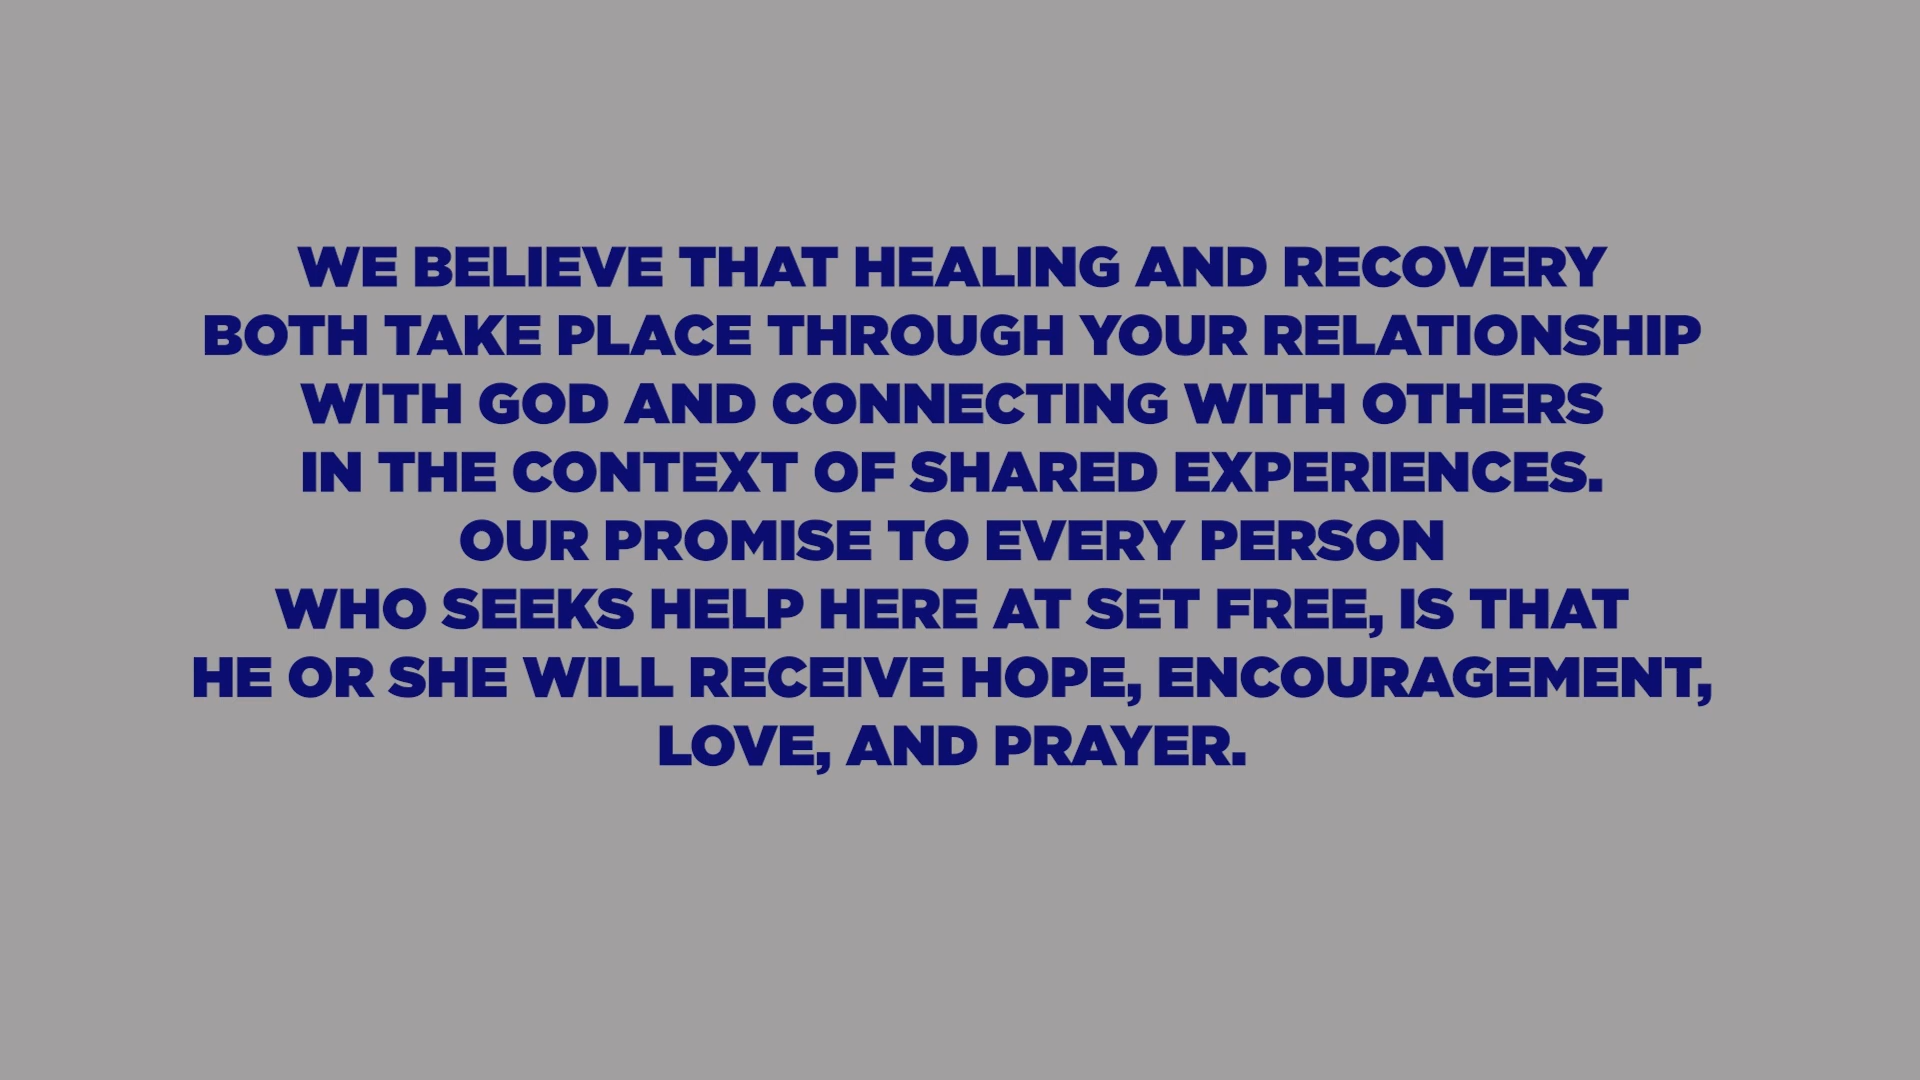 WE BELIEVE THAT HEALING AND RECOVERY
BOTH TAKE PLACE THROUGH YOUR RELATIONSHIP
WITH GOD AND CONNECTING WITH OTHERS
IN THE CONTEXT OF SHARED EXPERIENCES.
OUR PROMISE TO EVERY PERSON
WHO SEEKS HELP HERE AT SET FREE, IS THAT
HE OR SHE WILL RECEIVE HOPE, ENCOURAGEMENT,
LOVE, AND PRAYER.